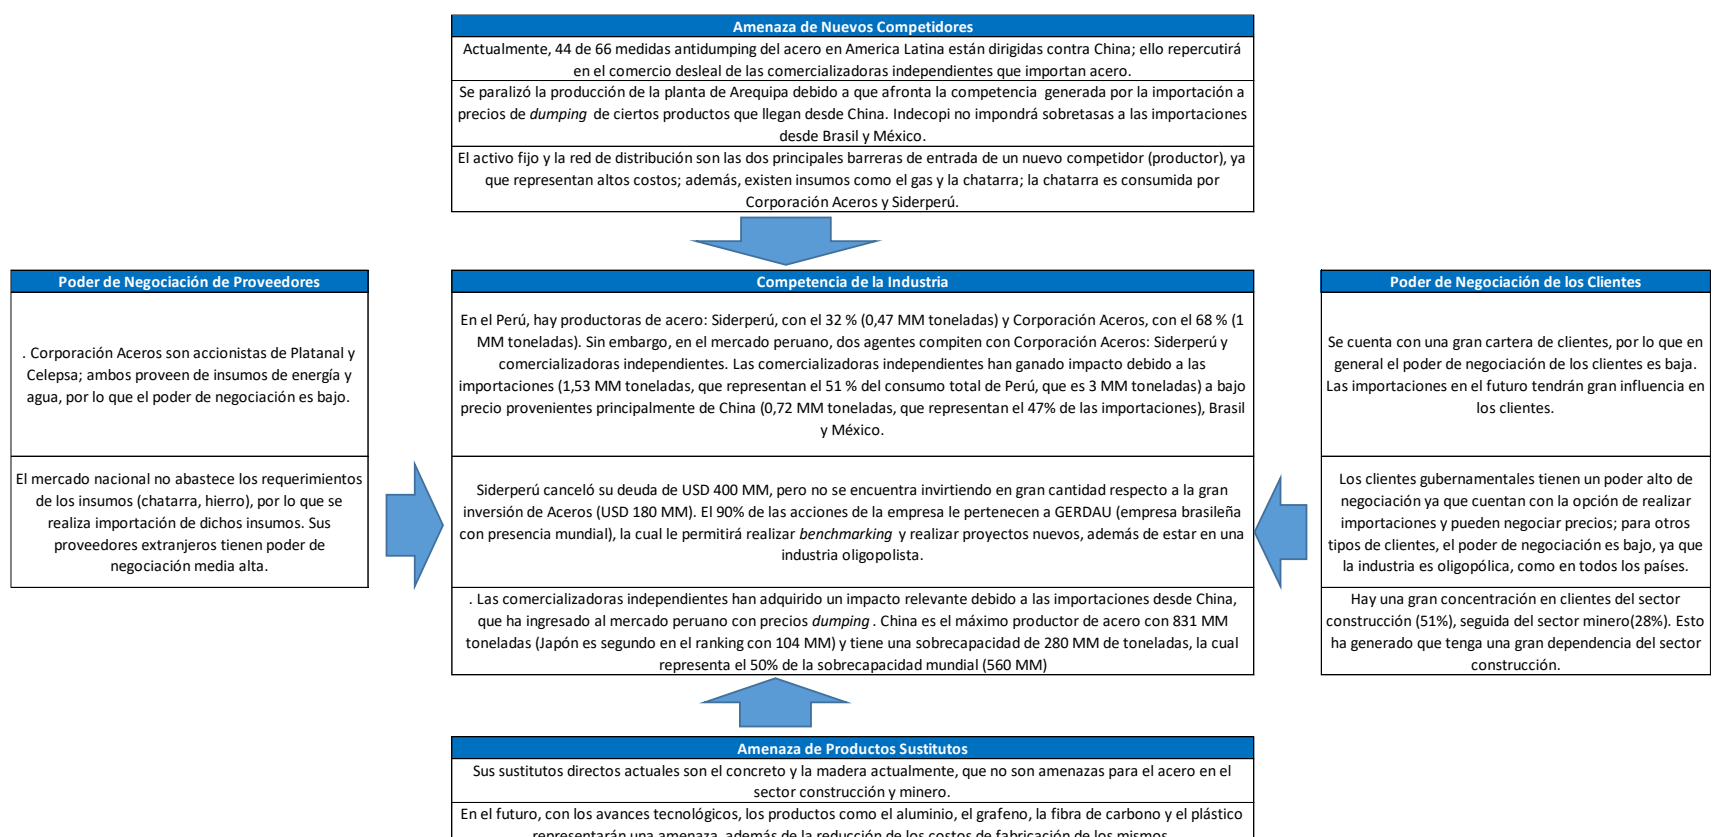 Amenaza de Nuevos Competidores
Actualmente, 44 de 66 medidas antidumping del acero en America Latina están dirigidas contra China; ello repercutirá
en el comercio desleal de las comercializadoras independientes que importan acero.
Se paralizó la producción de la planta de Arequipa debido a que afronta la competencia generada por la importación a
precios de dumping de ciertos productos que llegan desde China. Indecopi no impondrá sobretasas a las importaciones
desde Brasil y México.
El activo fijo y la red de distribución son las dos principales barreras de entrada de un nuevo competidor (productor), ya
que representan altos costos; además, existen insumos como el gas y la chatarra; la chatarra es consumida por
Corporación Aceros y Siderperú.
Poder de Negociación de Proveedores
. Corporación Aceros son accionistas de Platanal y
Celepsa; ambos proveen de insumos de energía y
agua, por lo que el poder de negociación es bajo.
El mercado nacional no abastece los requerimientos
de los insumos (chatarra, hierro), por lo que se
realiza importación de dichos insumos. Sus
proveedores extranjeros tienen poder de
negociación media alta.
Competencia de la Industria
En el Perú, hay productoras de acero: Siderperú, con el 32 % (0,47 MM toneladas) y Corporación Aceros, con el 68 % (1
MM toneladas). Sin embargo, en el mercado peruano, dos agentes compiten con Corporación Aceros: Siderperú y
comercializadoras independientes. Las comercializadoras independientes han ganado impacto debido a las
importaciones (1,53 MM toneladas, que representan el 51 % del consumo total de Perú, que es 3 MM toneladas) a bajo
precio provenientes principalmente de China (0,72 MM toneladas, que representan el 47% de las importaciones), Brasil
y México.
Siderperú canceló su deuda de USD 400 MM, pero no se encuentra invirtiendo en gran cantidad respecto a la gran
inversión de Aceros (USD 180 MM). El 90% de las acciones de la empresa le pertenecen a GERDAU (empresa brasileña
con presencia mundial), la cual le permitirá realizar benchmarking y realizar proyectos nuevos, además de estar en una
industria oligopolista.
. Las comercializadoras independientes han adquirido un impacto relevante debido a las importaciones desde China,
que ha ingresado al mercado peruano con precios dumping . China es el máximo productor de acero con 831 MM
toneladas (Japón es segundo en el ranking con 104 MM) y tiene una sobrecapacidad de 280 MM de toneladas, la cual
representa el 50% de la sobrecapacidad mundial (560 MM)
Poder de Negociación de los Clientes
Se cuenta con una gran cartera de clientes, por lo que en
general el poder de negociación de los clientes es baja.
Las importaciones en el futuro tendrán gran influencia en
los clientes.
Los clientes gubernamentales tienen un poder alto de
negociación ya que cuentan con la opción de realizar
importaciones y pueden negociar precios; para otros
tipos de clientes, el poder de negociación es bajo, ya que
la industria es oligopólica, como en todos los países.
Hay una gran concentración en clientes del sector
construcción (51%), seguida del sector minero(28%). Esto
ha generado que tenga una gran dependencia del sector
construcción.
Amenaza de Productos Sustitutos
Sus sustitutos directos actuales son el concreto y la madera actualmente, que no son amenazas para el acero en el
sector construcción y minero.
En el futuro, con los avances tecnológicos, los productos como el aluminio, el grafeno, la fibra de carbono y el plástico
representarán una amenaza, además de la reducción de los costos de fabricación de los mismos.